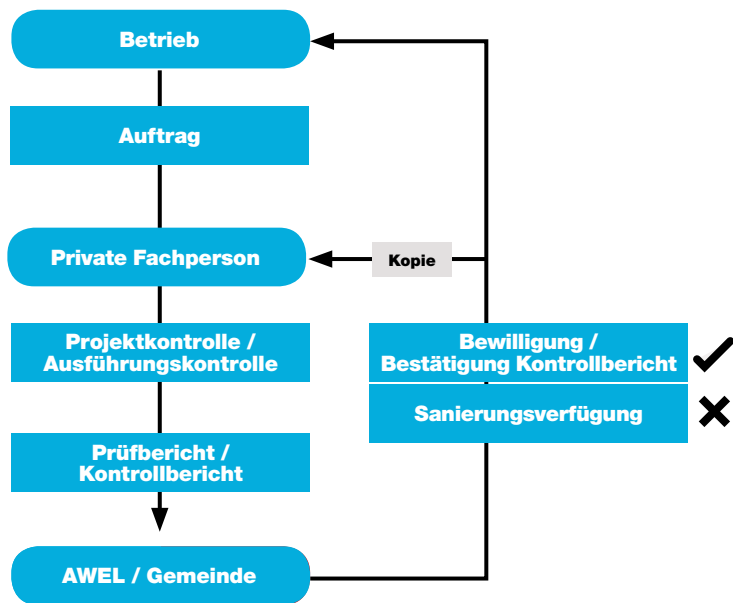 Betrieb
Auftrag
Private Fachperson
Kopie
Projektkontrolle /
Ausführungskontrolle
Bewilligung /
Bestätigung Kontrollbericht
Sanierungsverfügung
Prüfbericht /
Kontrollbericht
AWEL / Gemeinde